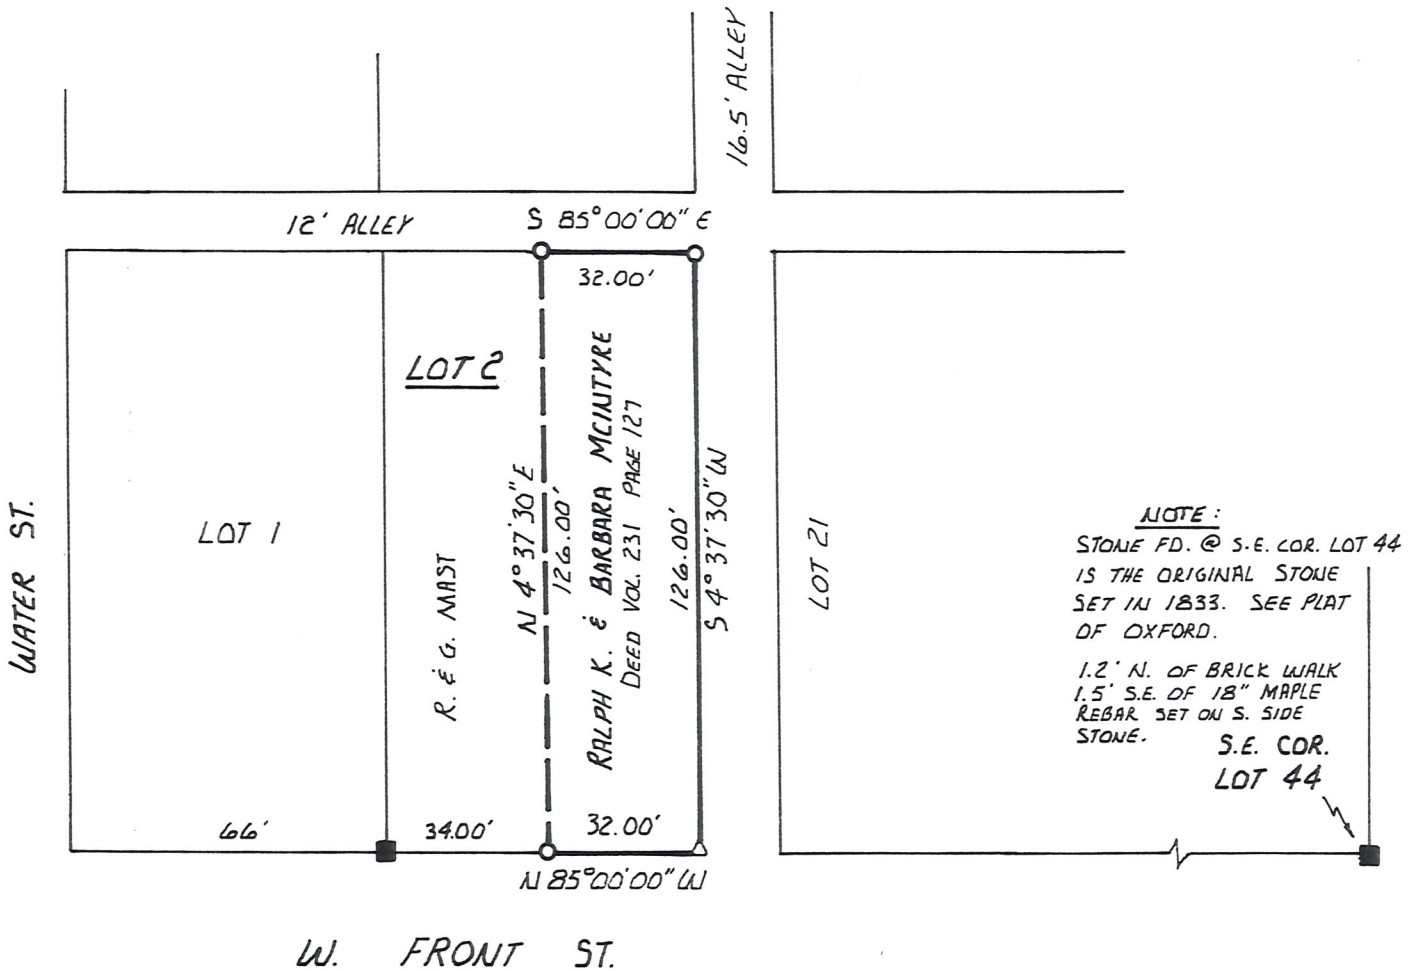 16.5' ALLEY
12' ALLEY
S 85°00'00" E
32.00'
LOT 2
LOT 1
WATER ST.
R. & G. MAST
N 4° 37' 30" E
126.00'
RALPH K. & BARBARA MCINTYRE
DEED VOL. 231 PAGE 127
126.00'
S 4° 37' 30" W
LOT 21
NOTE:
STONE FD. @ S.E. COR. LOT 44
IS THE ORIGINAL STONE
SET IN 1833. SEE PLAT
OF OXFORD.
1.2' N. OF BRICK WALK
1.5' S.E. OF 18" MAPLE
REBAR SET ON S. SIDE
STONE.
S.E. COR.
LOT 44
66'
34.00'
32.00'
N 85°00'00" W
W. FRONT ST.